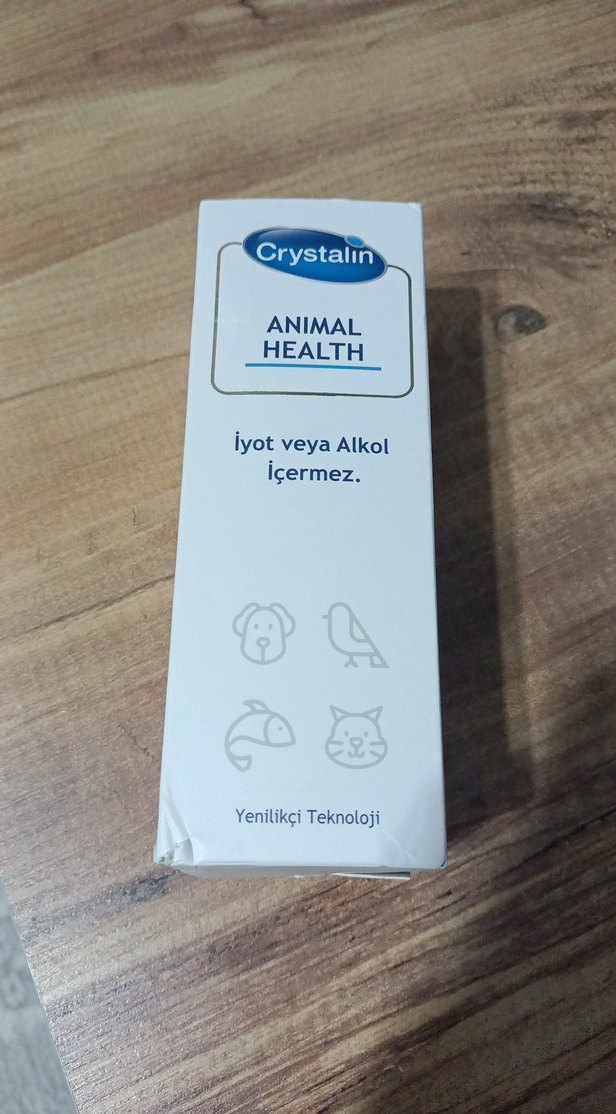 Crystalin
ANIMAL
HEALTH
İyot veya Alkol
İçermez.
Yenilikçi Teknoloji